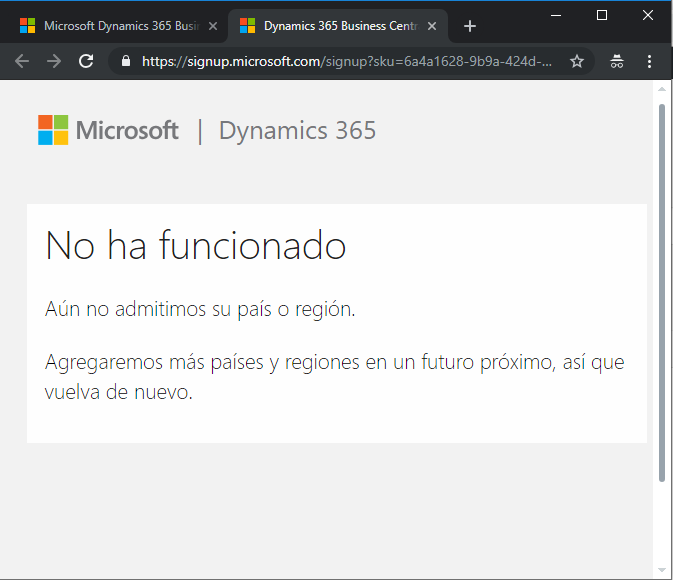 Microsoft Dynamics 365 Busin
Dynamics 365 Business Centr
https://signup.microsoft.com/signup?sku=6a4a1628-9b9a-424d-...
Microsoft | Dynamics 365
No ha funcionado
Aún no admitimos su país o región.
Agregaremos más países y regiones en un futuro próximo, así que
vuelva de nuevo.